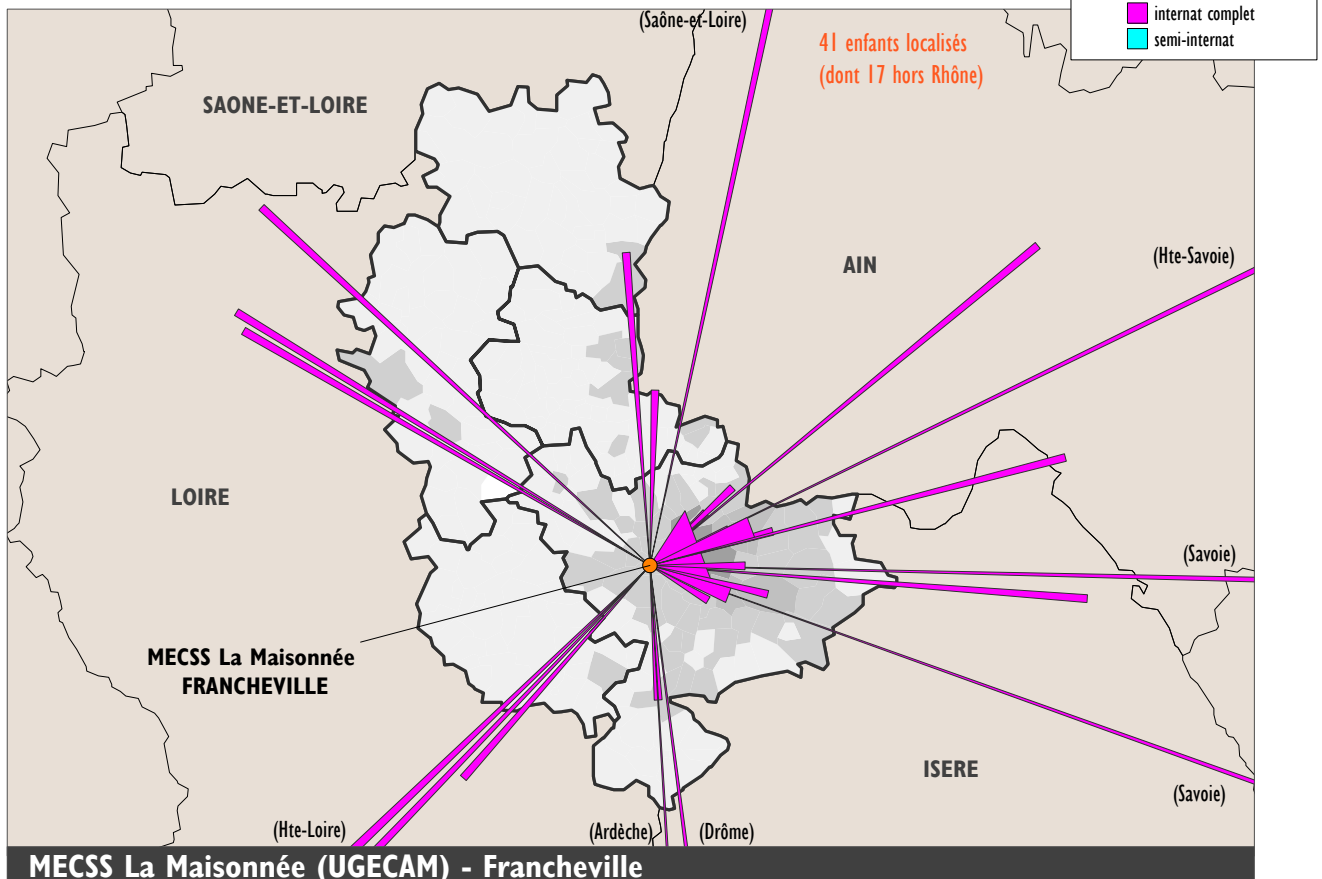 (Saône-et-Loire)
internat complet
semi-internat
41 enfants localisés
(dont 17 hors Rhône)
SAONE-ET-LOIRE
AIN
(Hte-Savoie)
LOIRE
(Savoie)
MECSS La Maisonnée
FRANCHEVILLE
ISERE
(Savoie)
(Hte-Loire)
(Ardèche)
(Drôme)
MECSS La Maisonnée (UGECAM) - Francheville